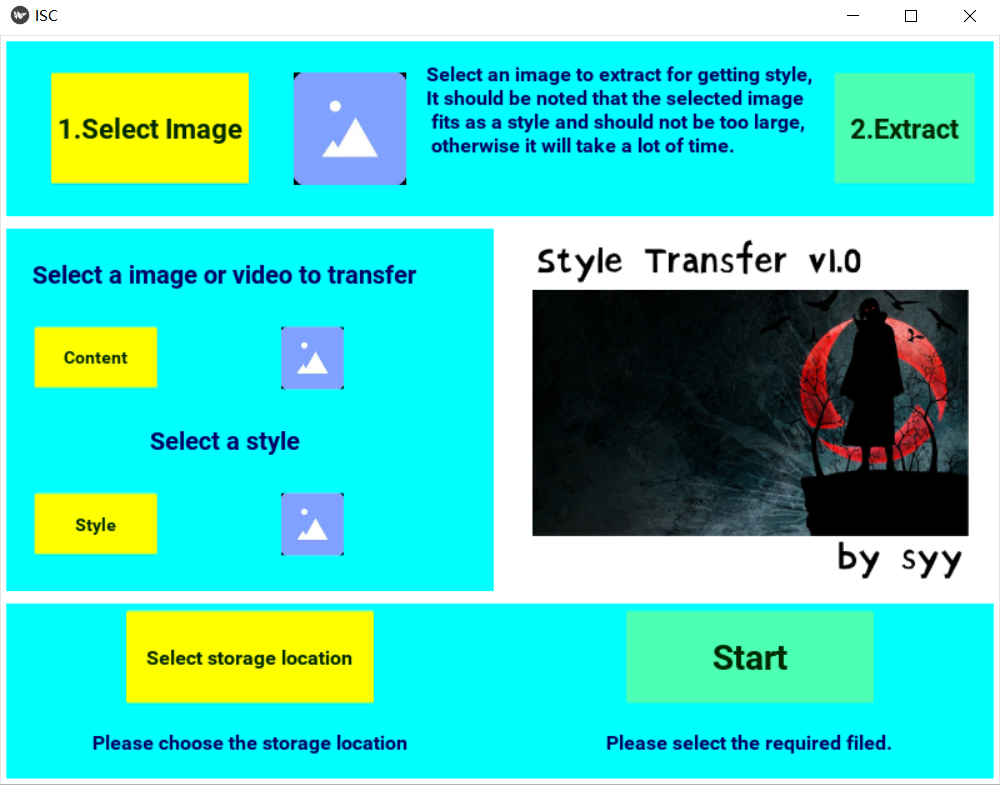 ISC
1.Select Image
Select an image to extract for getting style,
It should be noted that the selected image
fits as a style and should not be too large,
otherwise it will take a lot of time.
2.Extract
Select a image or video to transfer
Content
Select a style
Style
Style Transfer v1.0
by syy
Select storage location
Please choose the storage location
Start
Please select the required filed.